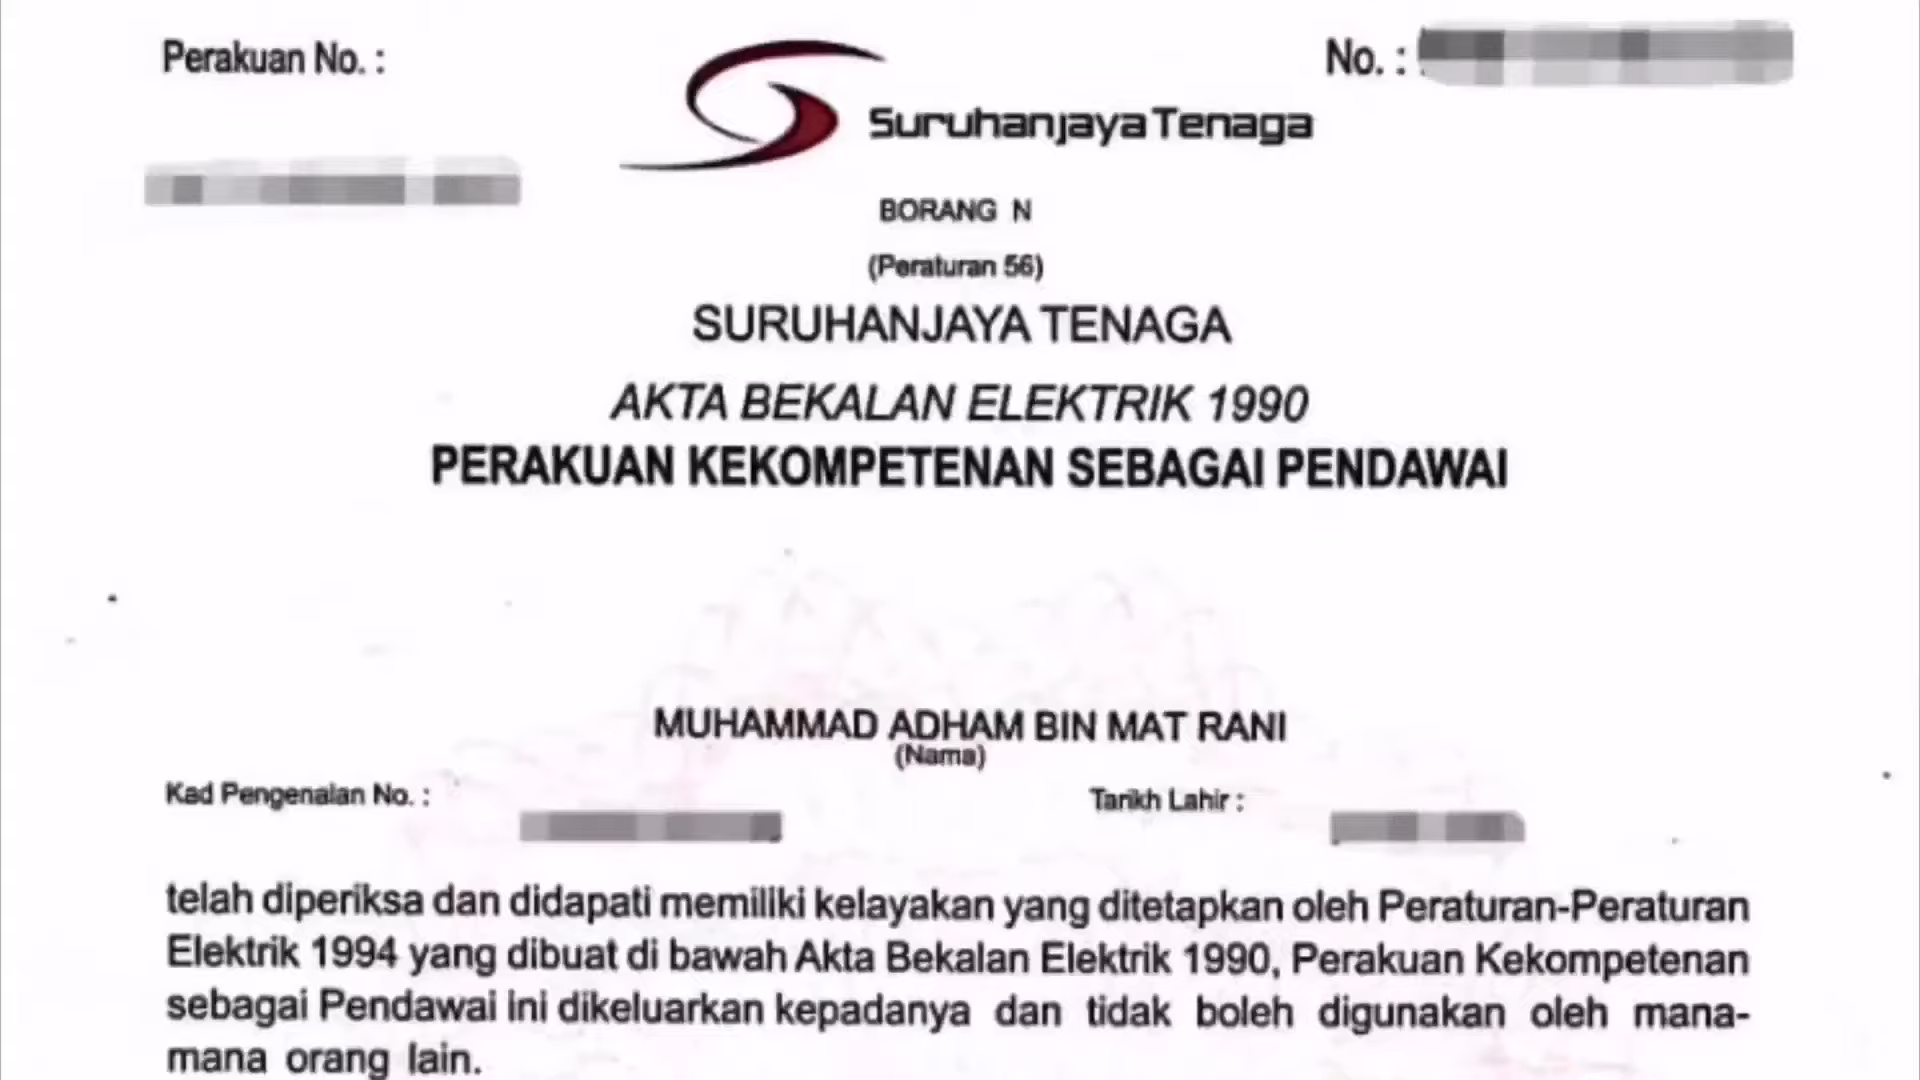 Perakuan No. :
No. :
Suruhanjaya Tenaga
BORANG N
(Peraturan 56)
SURUHANJAYA TENAGA
AKTA BEKALAN ELEKTRIK 1990
PERAKUAN KEKOMPETENAN SEBAGAI PENDAWAI
MUHAMMAD ADHAM BIN MAT RANI
(Nama)
Kad Pengenalan No. :
Tarikh Lahir :
telah diperiksa dan didapati memiliki kelayakan yang ditetapkan oleh Peraturan-Peraturan
Elektrik 1994 yang dibuat di bawah Akta Bekalan Elektrik 1990, Perakuan Kekompetenan
sebagai Pendawai ini dikeluarkan kepadanya dan tidak boleh digunakan oleh mana-
mana orang lain.